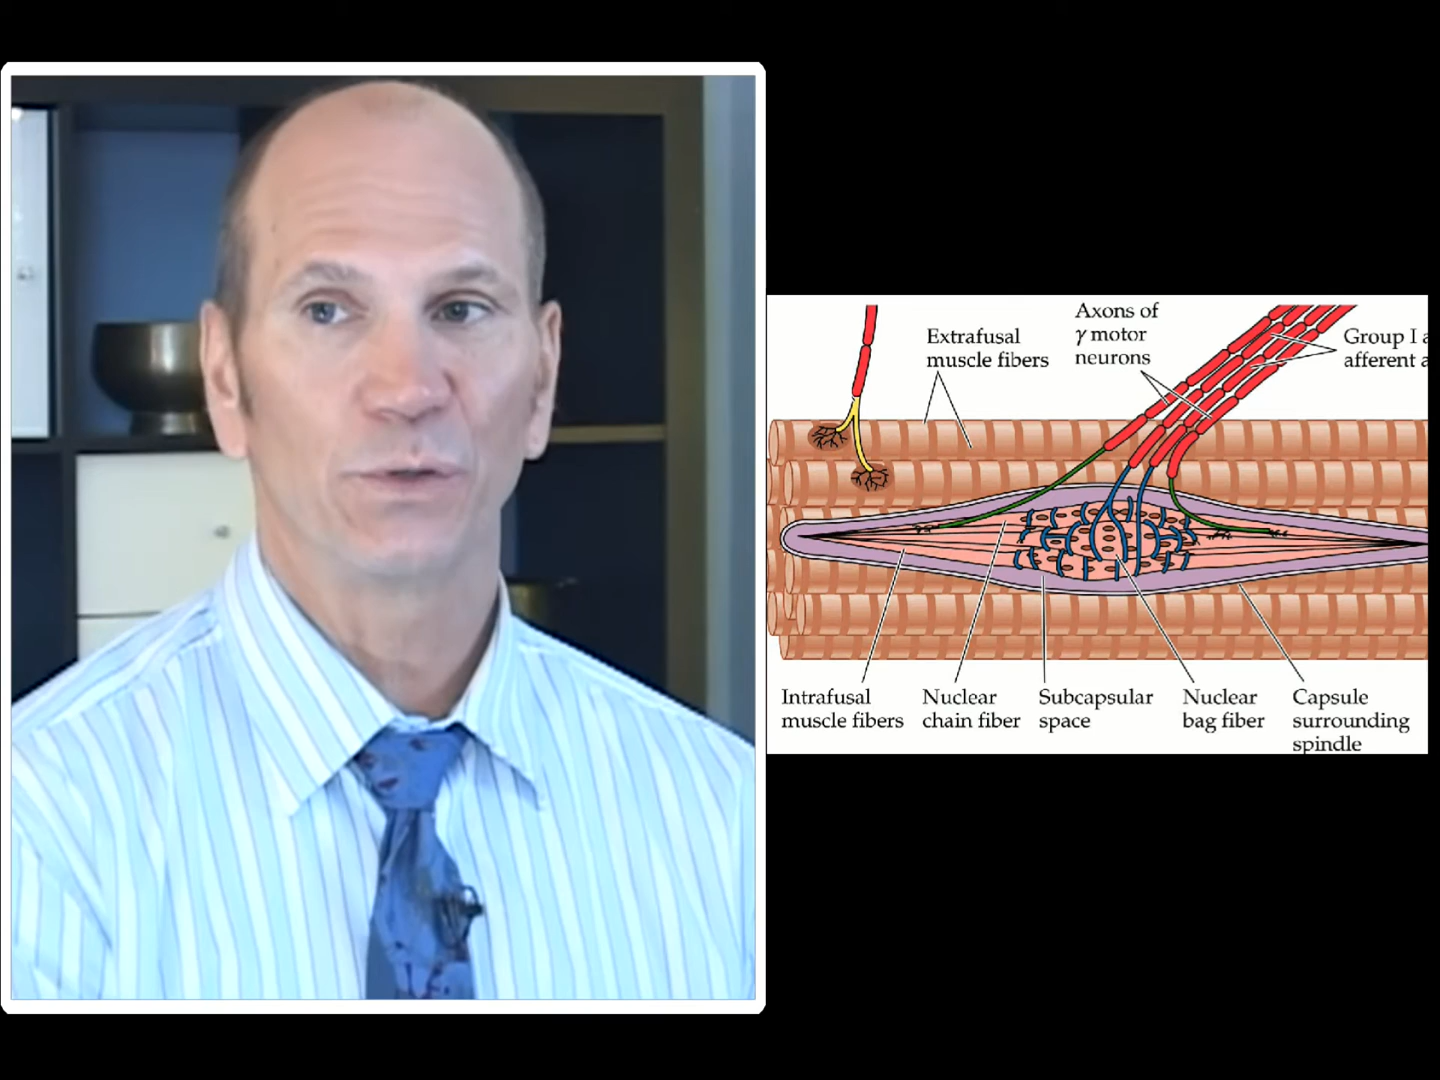 Extrafusal
muscle fibers
Axons of
γ motor
neurons
Group I a
afferent a
Intrafusal
muscle fibers
Nuclear
chain fiber
Subcapsular
space
Nuclear
bag fiber
Capsule
surrounding
spindle